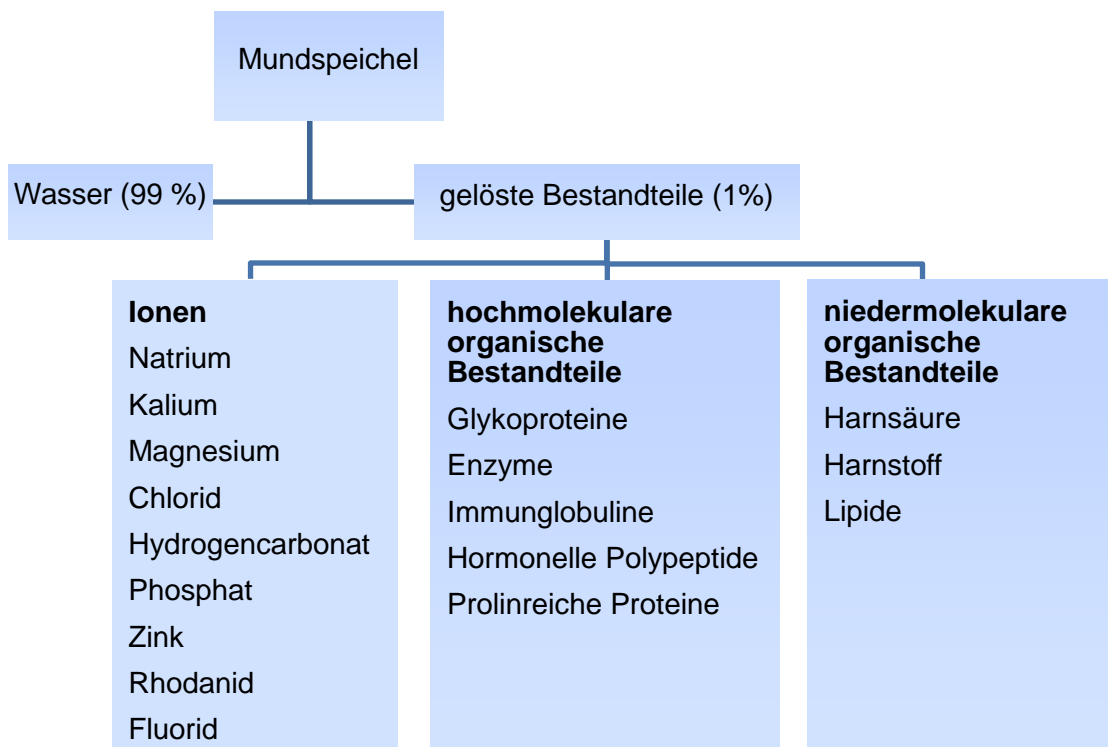 Mundspeichel
Wasser (99 %)
gelöste Bestandteile (1%)
Ionen
Natrium
Kalium
Magnesium
Chlorid
Hydrogencarbonat
Phosphat
Zink
Rhodanid
Fluorid
hochmolekulare
organische
Bestandteile
Glykoproteine
Enzyme
Immunglobuline
Hormonelle Polypeptide
Prolinreiche Proteine
niedermolekulare
organische
Bestandteile
Harnsäure
Harnstoff
Lipide